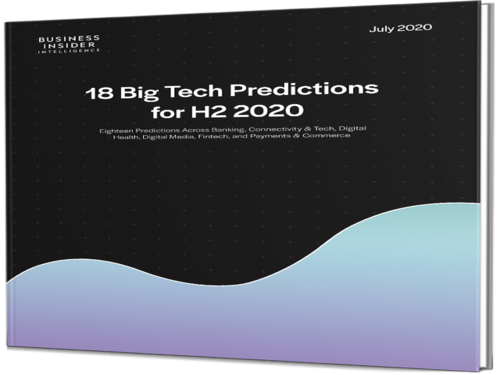 BUSINESS
INSIDER
INTELLIGENCE
July 2020
18 Big Tech Predictions
for H2 2020
Eighteen Predictions Across Banking, Connectivity & Tech, Digital
Health, Digital Media, Fintech, and Payments & Commerce